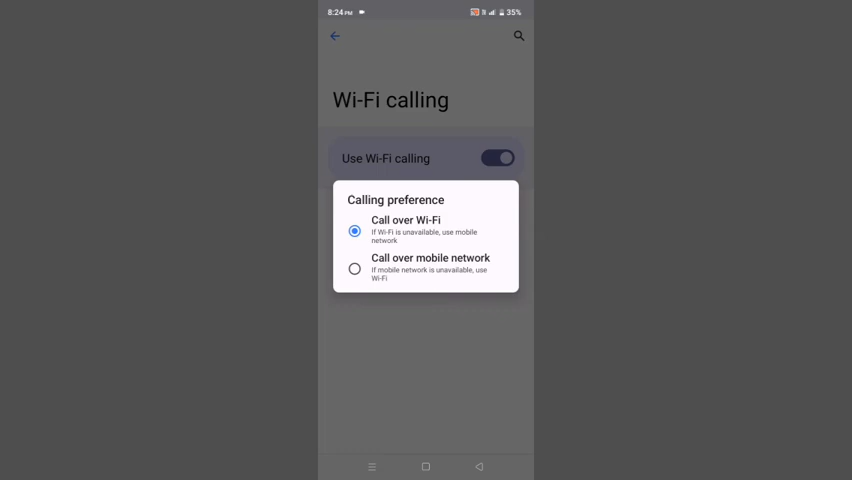 8:24 PM 35%
Wi-Fi calling
Use Wi-Fi calling
Calling preference
Call over Wi-Fi
If Wi-Fi is unavailable, use mobile
network
Call over mobile network
If mobile network is unavailable, use
Wi-Fi